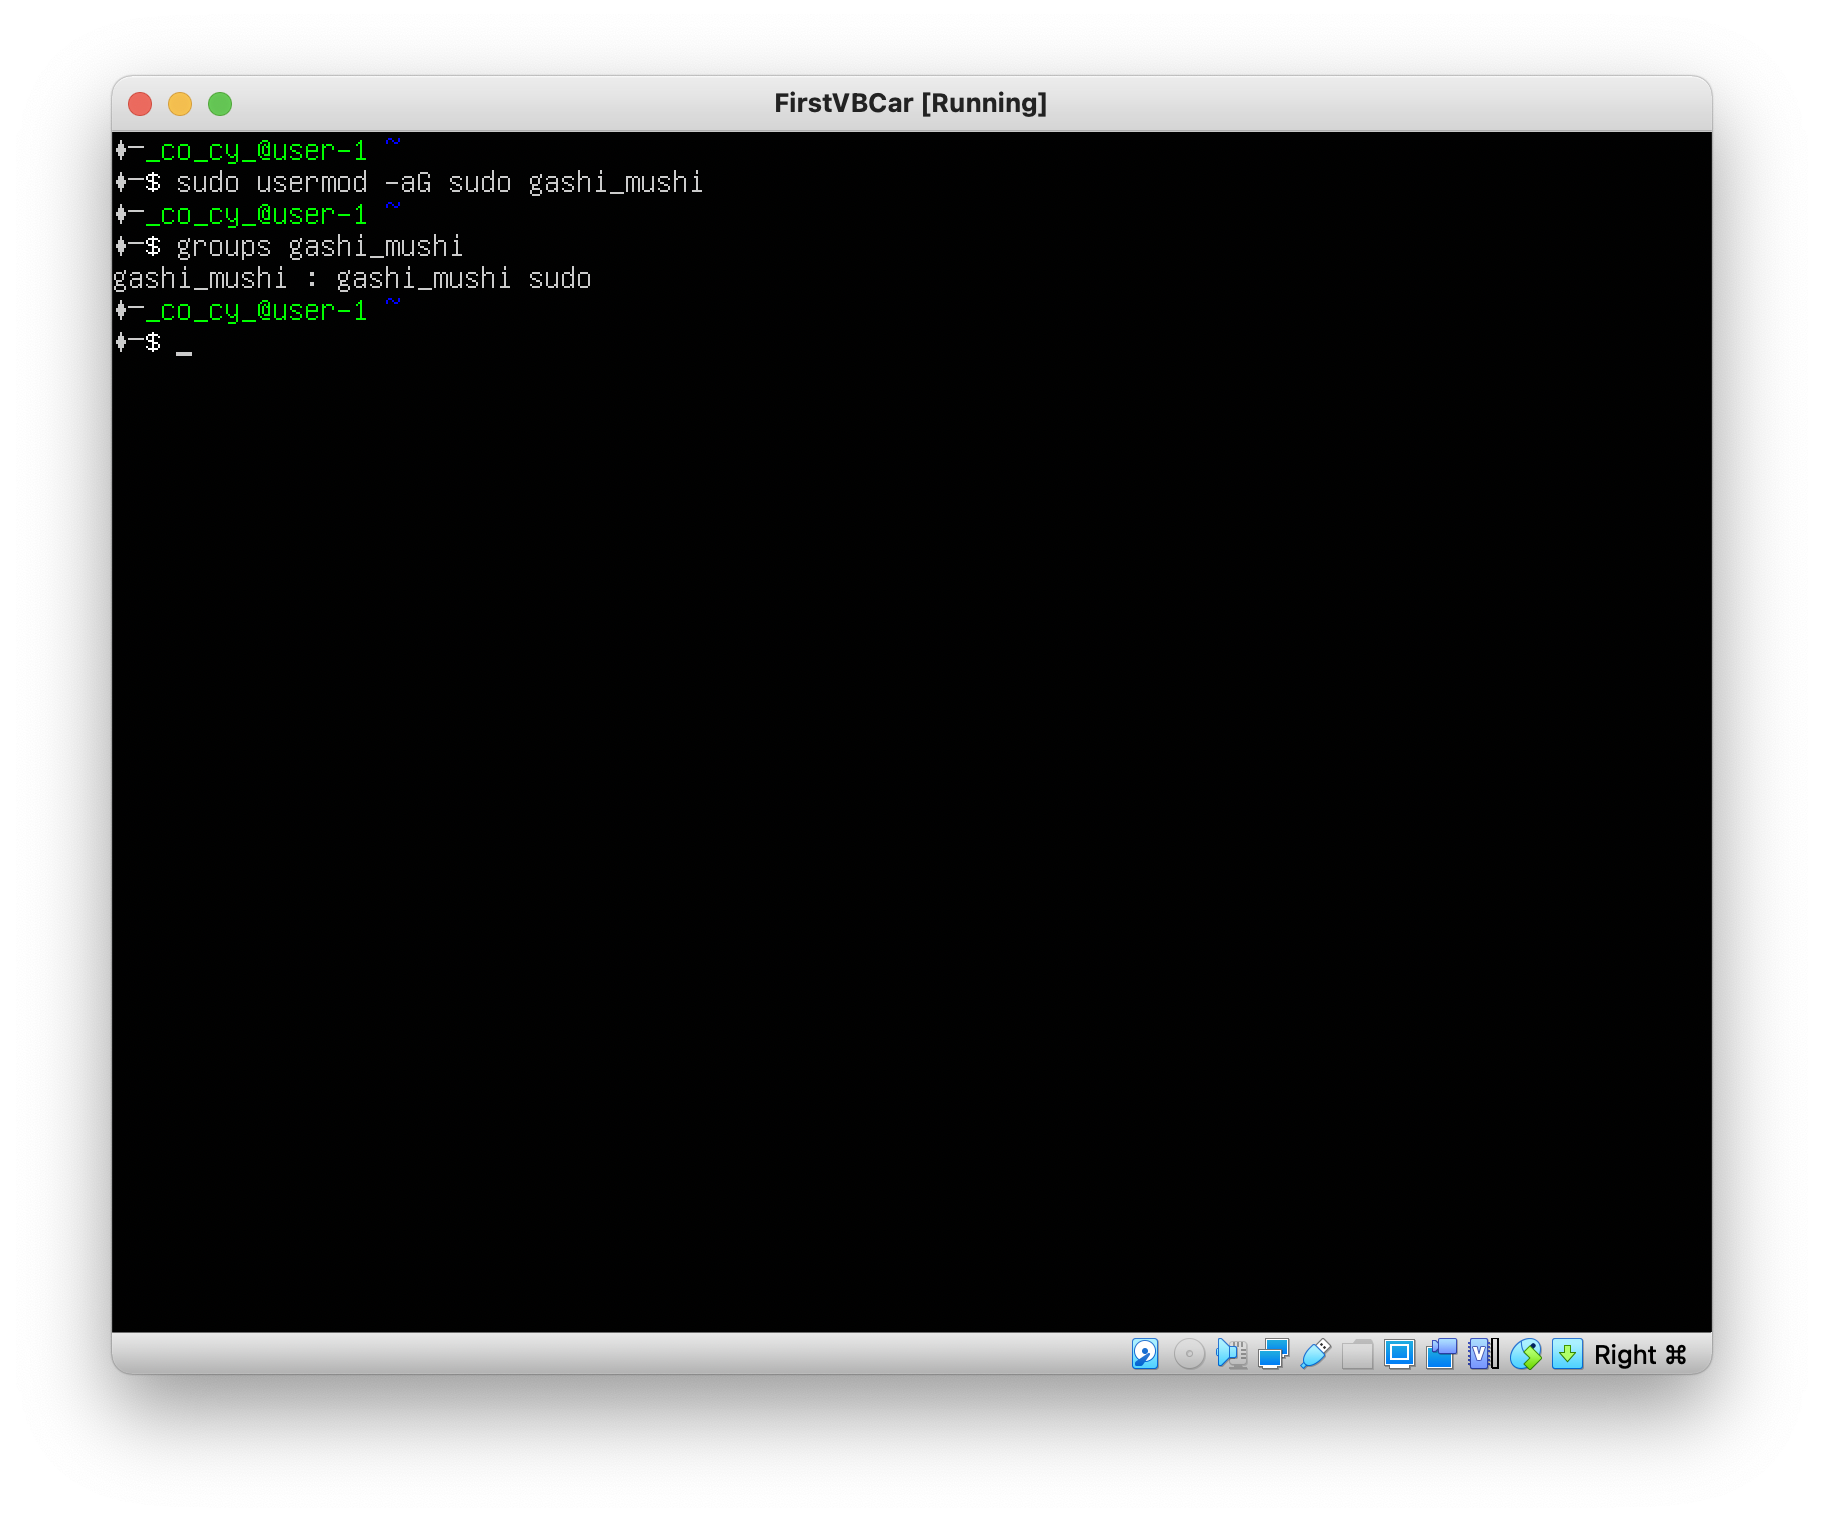 FirstVBCar [Running]
_co_cy_@user-1 ~
$ sudo usermod -aG sudo gashi_mushi
_co_cy_@user-1 ~
$ groups gashi_mushi
gashi_mushi : gashi_mushi sudo
_co_cy_@user-1 ~
$ _
Right ⌘